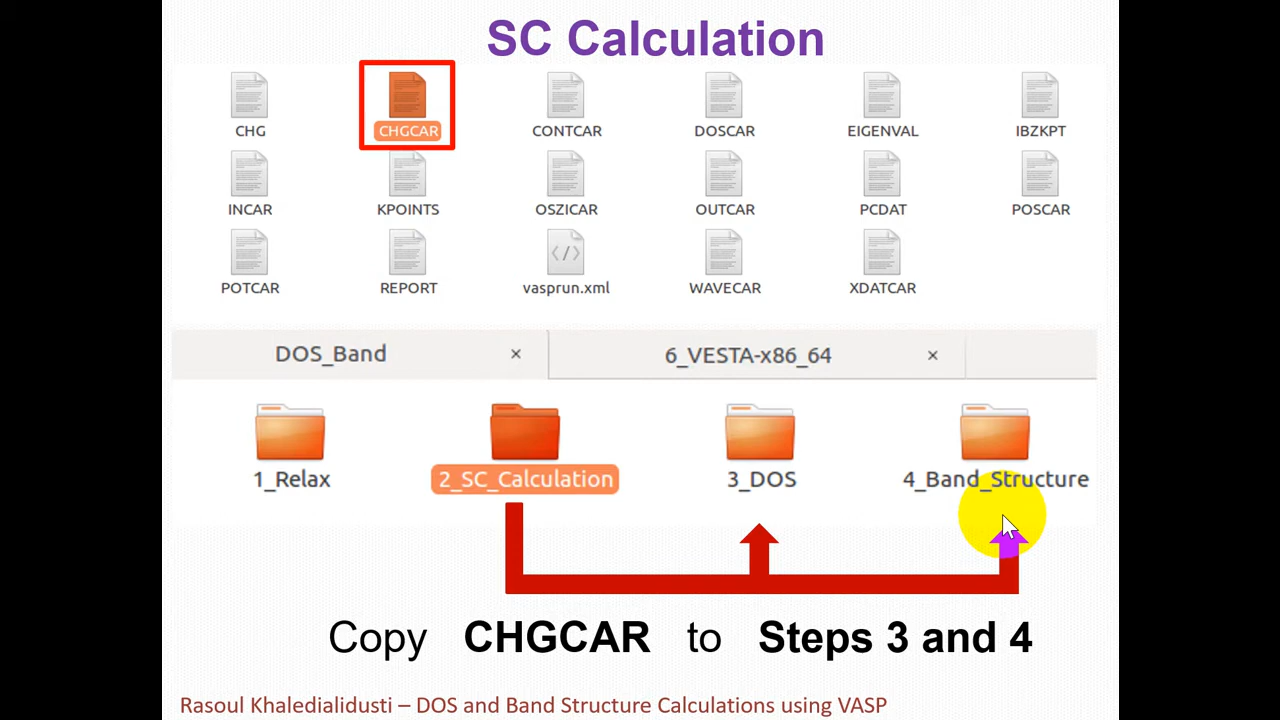 SC Calculation
CHG CHGCAR CONTCAR DOSCAR EIGENVAL IBZKPT
INCAR KPOINTS OSZICAR OUTCAR PCDAT POSCAR
POTCAR REPORT vasprun.xml WAVECAR XDATCAR
DOS_Band × 6_VESTA-x86_64 ×
1_Relax 2_SC_Calculation 3_DOS 4_Band_Structure
Copy CHGCAR to Steps 3 and 4
Rasoul Khaledialidusti – DOS and Band Structure Calculations using VASP